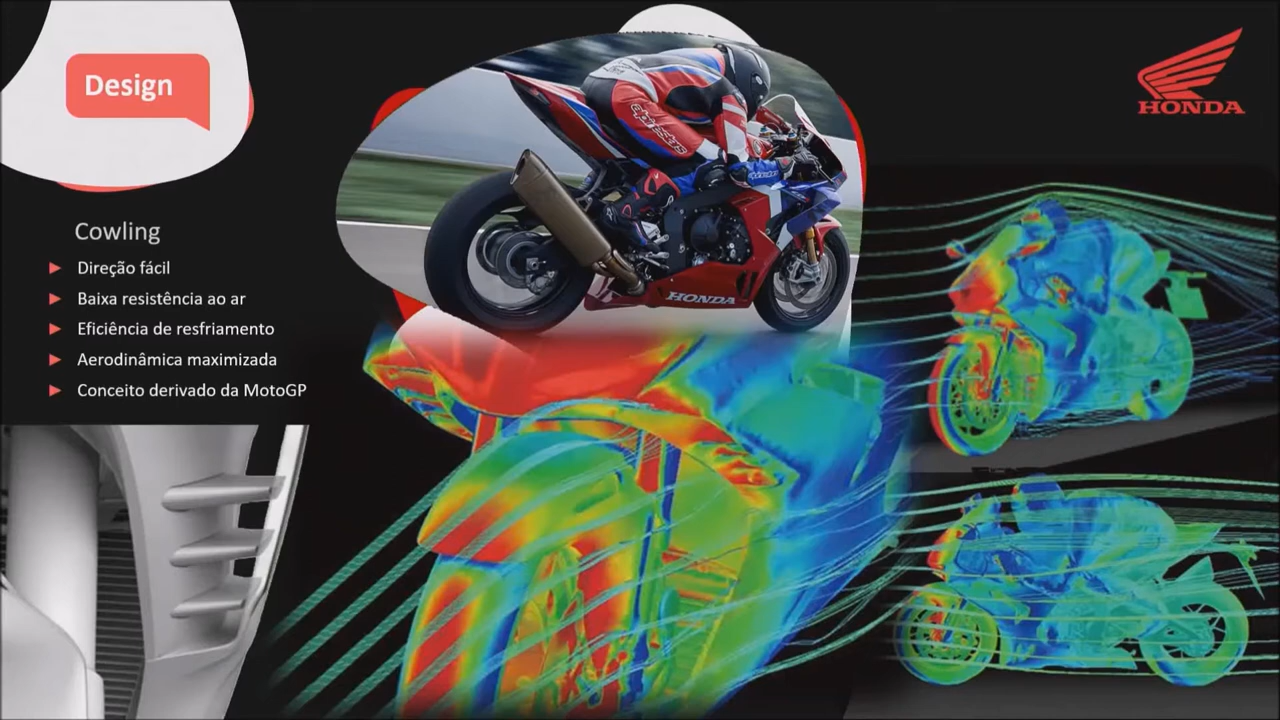 Design
HONDA
Cowling
Direção fácil
Baixa resistência ao ar
Eficiência de resfriamento
Aerodinâmica maximizada
Conceito derivado da MotoGP
alpinestars
HONDA